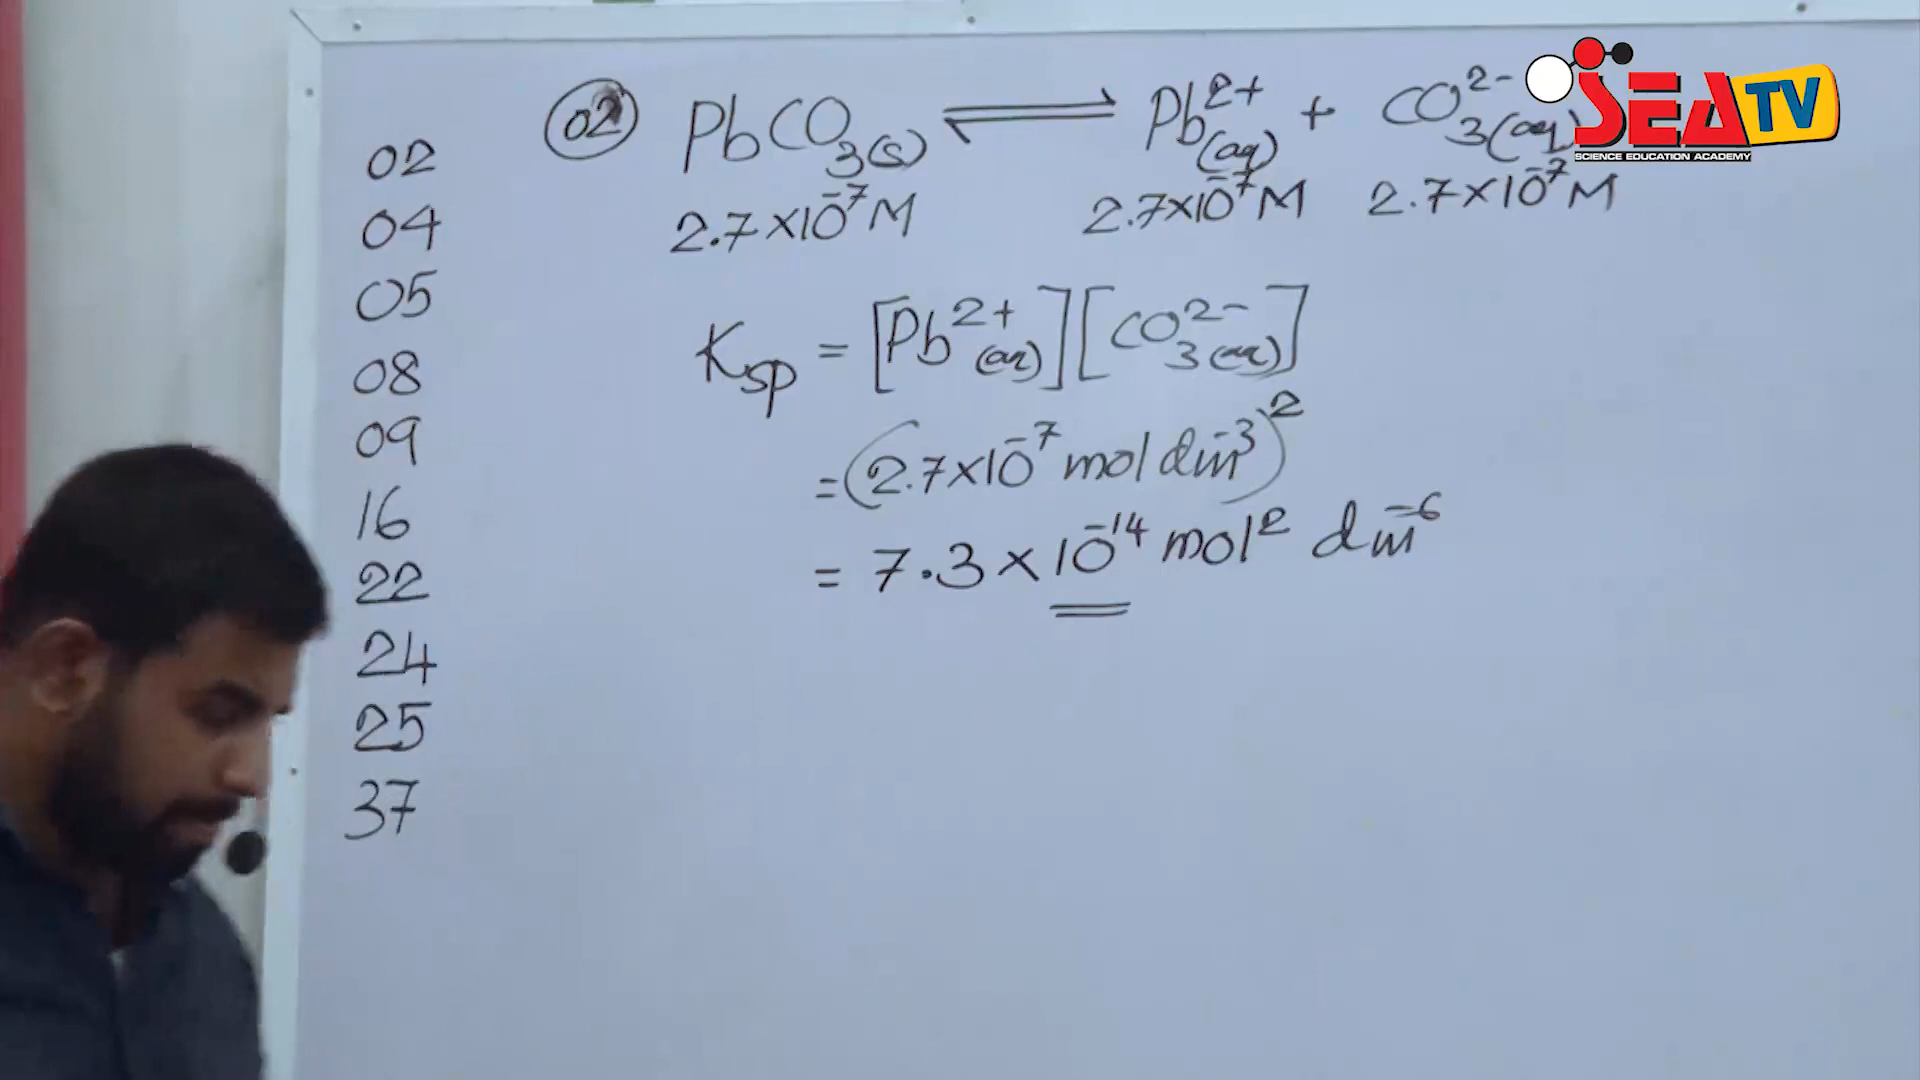 SEA TV
SCIENCE EDUCATION ACADEMY
02
04
05
08
09
16
22
24
25
37
02 PbCO₃(s) ⇌ Pb²⁺(aq) + CO₃²⁻(aq)
2.7×10⁻⁷M 2.7×10⁻⁷M 2.7×10⁻⁷M
Ksp = [Pb²⁺(aq)][CO₃²⁻(aq)]
= (2.7×10⁻⁷ mol dm⁻³)²
= 7.3 × 10⁻¹⁴ mol² dm⁻⁶